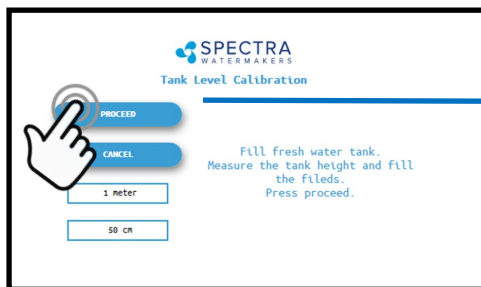 SPECTRA
WATERMAKERS
Tank Level Calibration
PROCEED
CANCEL
1 meter
50 cm
Fill fresh water tank.
Measure the tank height and fill
the fileds.
Press proceed.